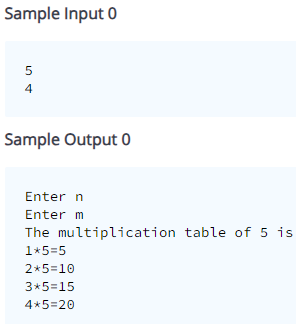 Sample Input 0
5
4
Sample Output 0
Enter n
Enter m
The multiplication table of 5 is
1*5=5
2*5=10
3*5=15
4*5=20